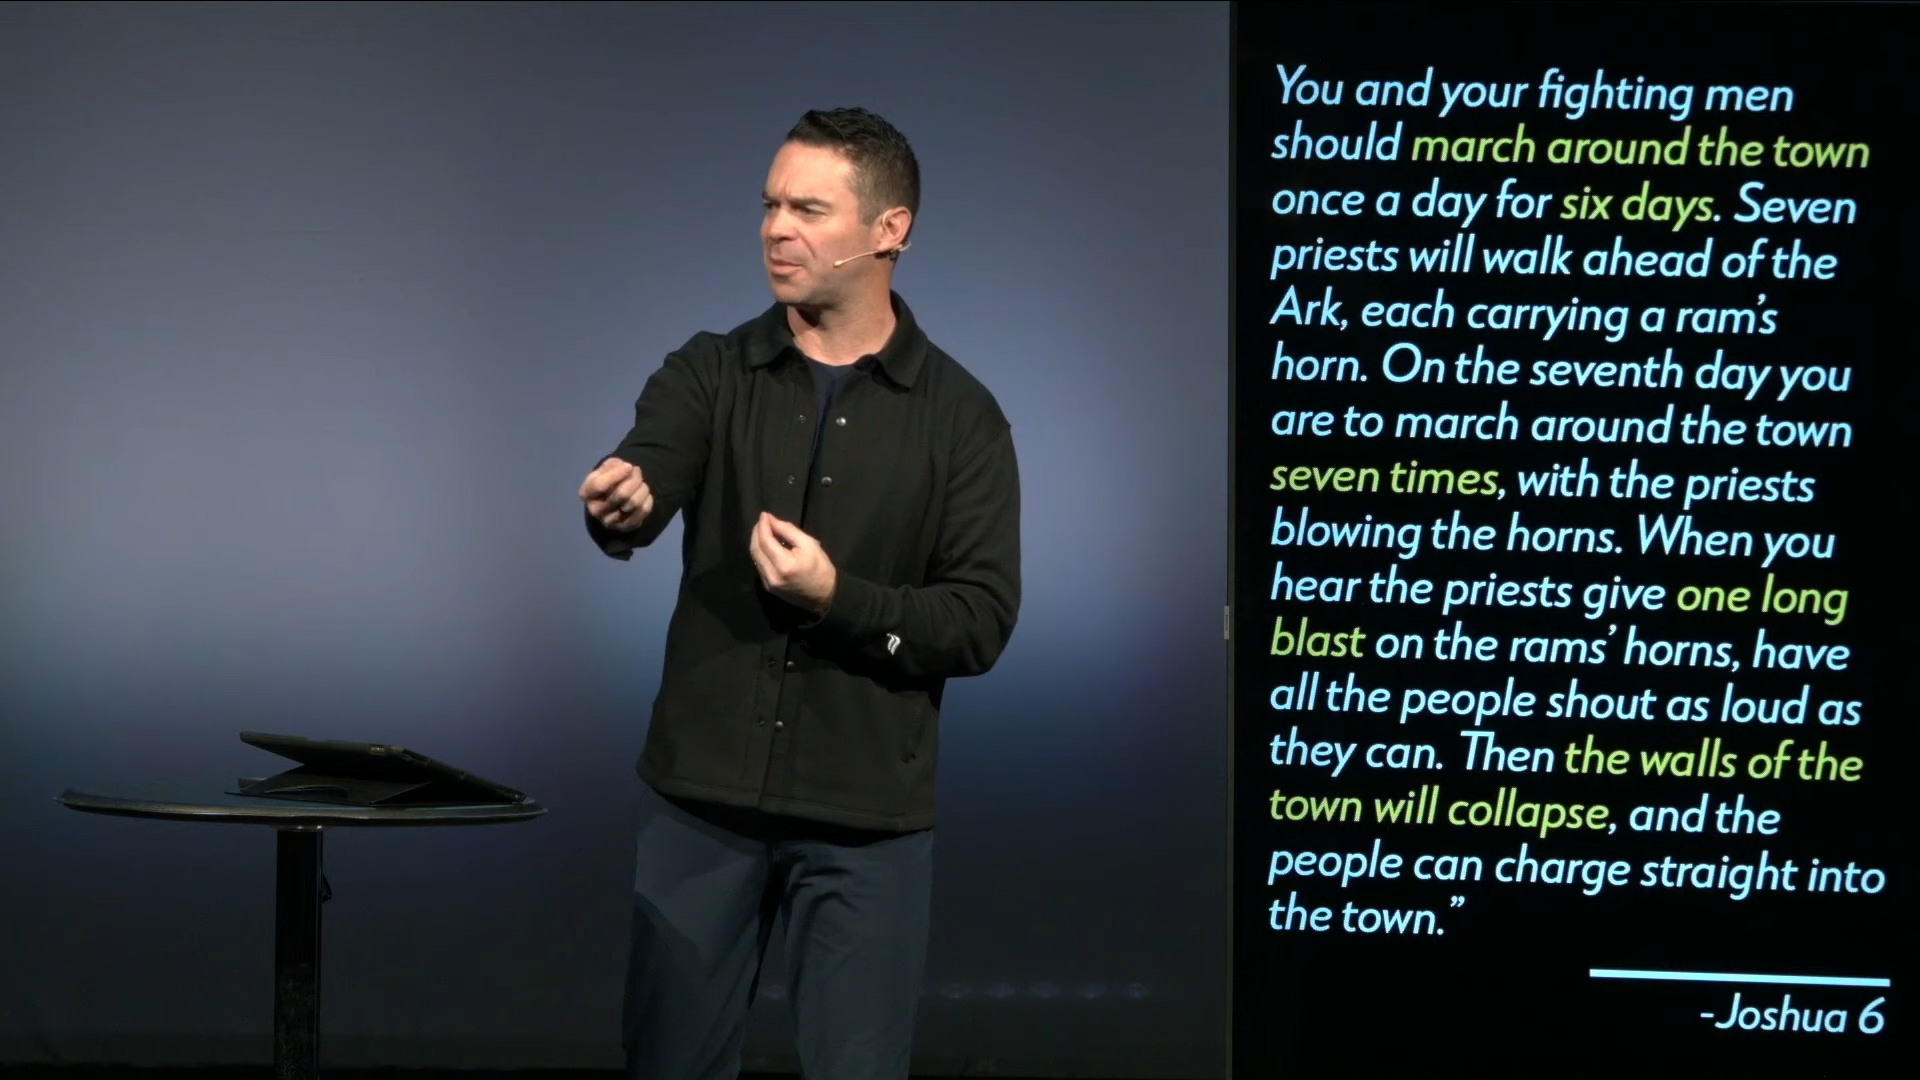 You and your fighting men
should march around the town
once a day for six days. Seven
priests will walk ahead of the
Ark, each carrying a ram's
horn. On the seventh day you
are to march around the town
seven times, with the priests
blowing the horns. When you
hear the priests give one long
blast on the rams' horns, have
all the people shout as loud as
they can. Then the walls of the
town will collapse, and the
people can charge straight into
the town.”
-Joshua 6